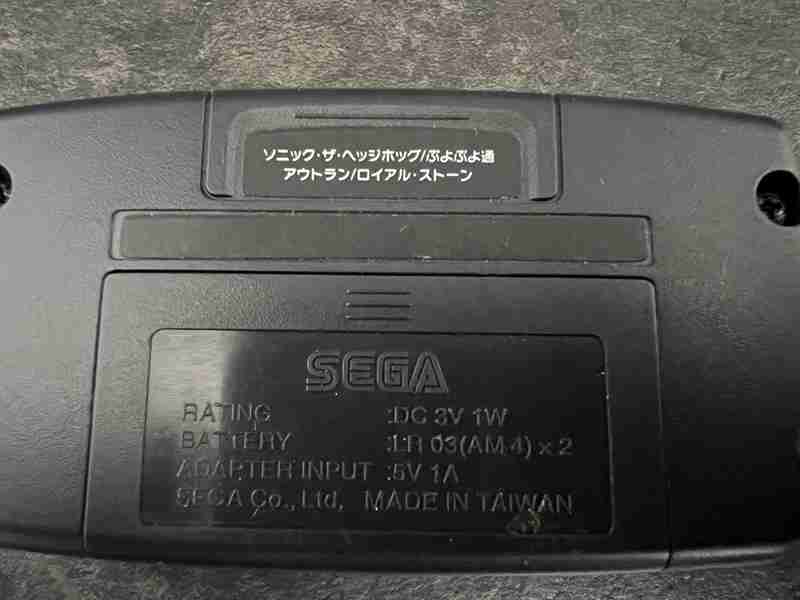 ソニック・ザ・ヘッジホッグ/ぷよぷよ通
アウトラン/ロイアル・ストーン
SEGA
RATING :DC 3V 1W
BATTERY :LR 03(AM 4) x 2
ADAPTER INPUT :5V 1A
SEGA Co., Ltd. MADE IN TAIWAN